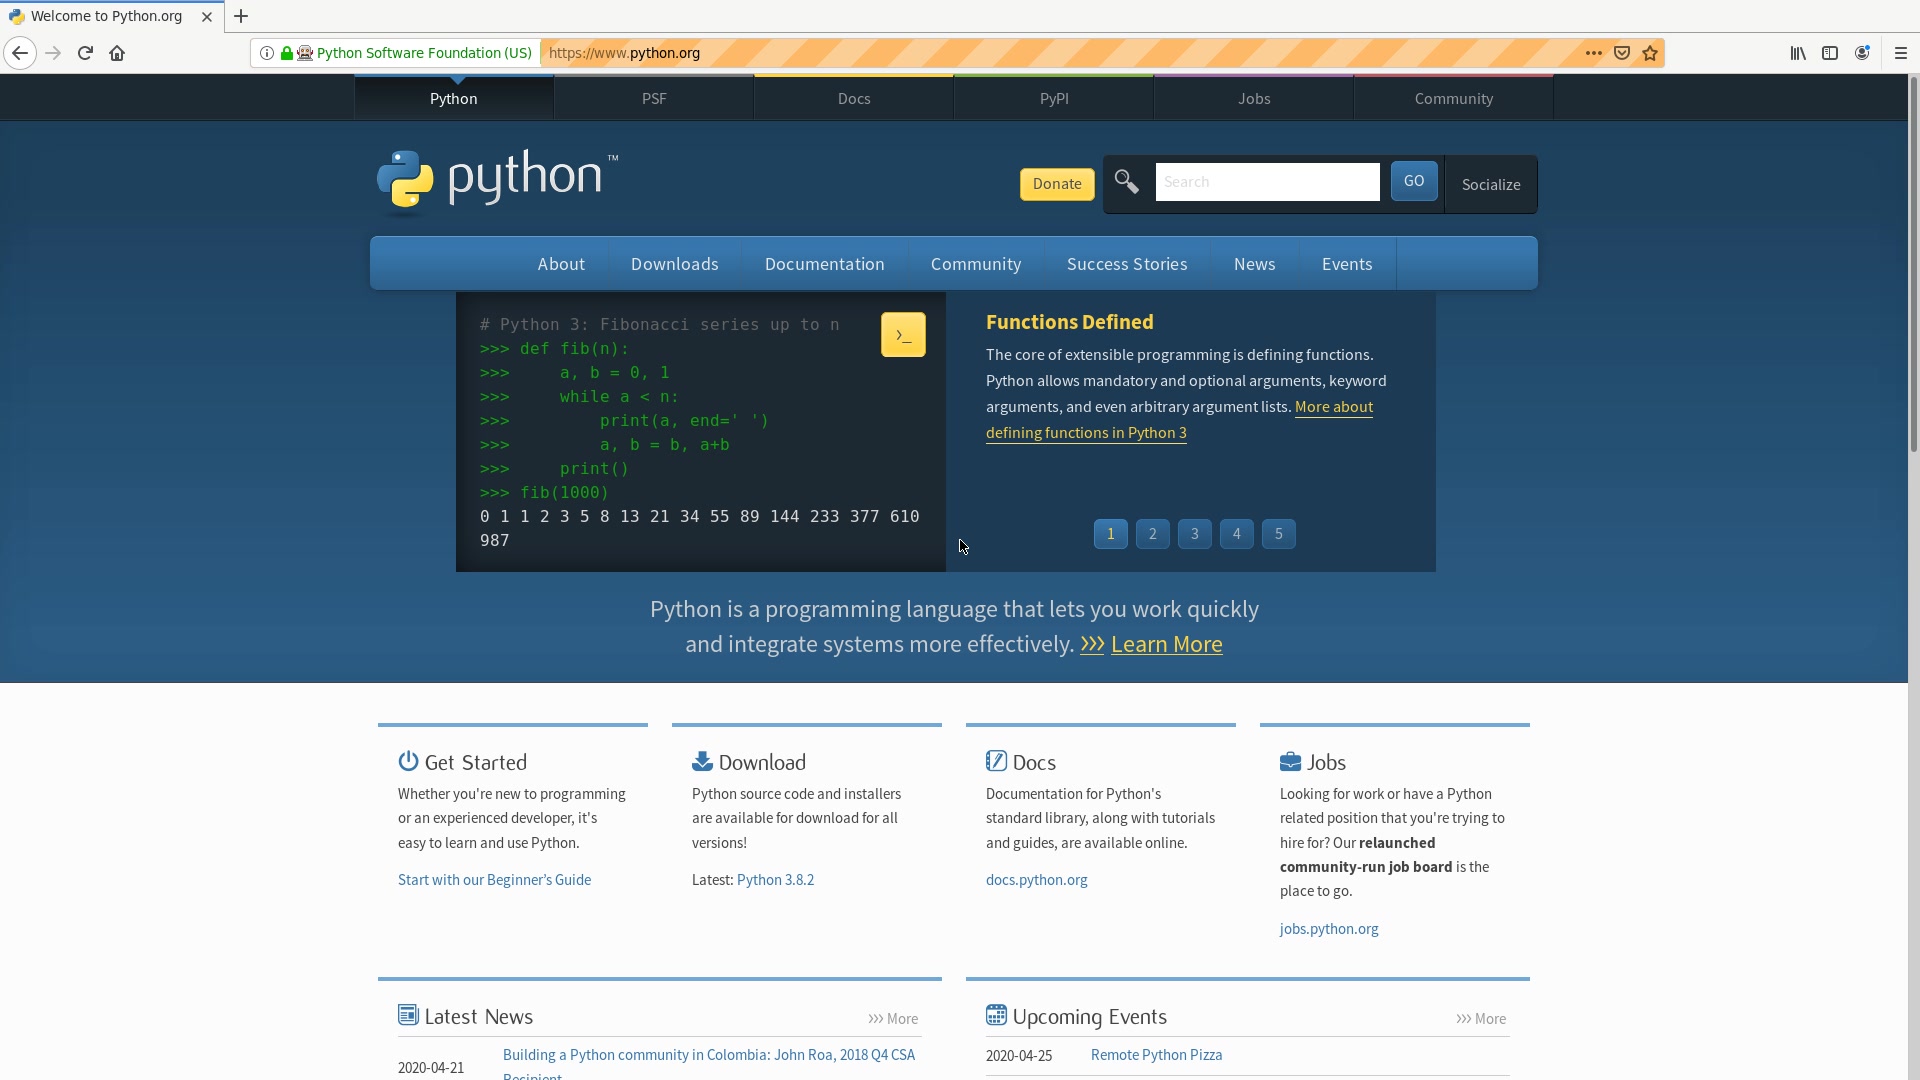 Welcome to Python.org
Python Software Foundation (US)
https://www.python.org
Python
PSF
Docs
PyPI
Jobs
Community
python™
Donate
Search
GO
Socialize
About
Downloads
Documentation
Community
Success Stories
News
Events
# Python 3: Fibonacci series up to n
>>> def fib(n):
>>>     a, b = 0, 1
>>>     while a < n:
>>>         print(a, end=' ')
>>>         a, b = b, a+b
>>>     print()
>>> fib(1000)
0 1 1 2 3 5 8 13 21 34 55 89 144 233 377 610
987
>_
Functions Defined
The core of extensible programming is defining functions.
Python allows mandatory and optional arguments, keyword
arguments, and even arbitrary argument lists. More about
defining functions in Python 3
1
2
3
4
5
Python is a programming language that lets you work quickly
and integrate systems more effectively. >>> Learn More
Get Started
Whether you're new to programming
or an experienced developer, it's
easy to learn and use Python.
Start with our Beginner’s Guide
Download
Python source code and installers
are available for download for all
versions!
Latest: Python 3.8.2
Docs
Documentation for Python's
standard library, along with tutorials
and guides, are available online.
docs.python.org
Jobs
Looking for work or have a Python
related position that you're trying to
hire for? Our relaunched
community-run job board is the
place to go.
jobs.python.org
Latest News
>>> More
2020-04-21
Building a Python community in Colombia: John Roa, 2018 Q4 CSA
Recipient
Upcoming Events
>>> More
2020-04-25
Remote Python Pizza